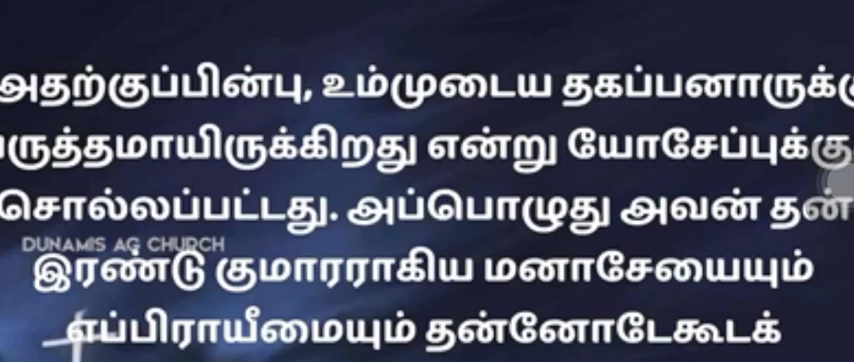 அதற்குப்பின்பு, உம்முடைய தகப்பனாருக்கு
வருத்தமாயிருக்கிறது என்று யோசேப்புக்கு
சொல்லப்பட்டது. அப்பொழுது அவன் தன்
DUNAMIS AG CHURCH
இரண்டு குமாரராகிய மனாசேயையும்
எப்பிராயீமையும் தன்னோடேகூடக்